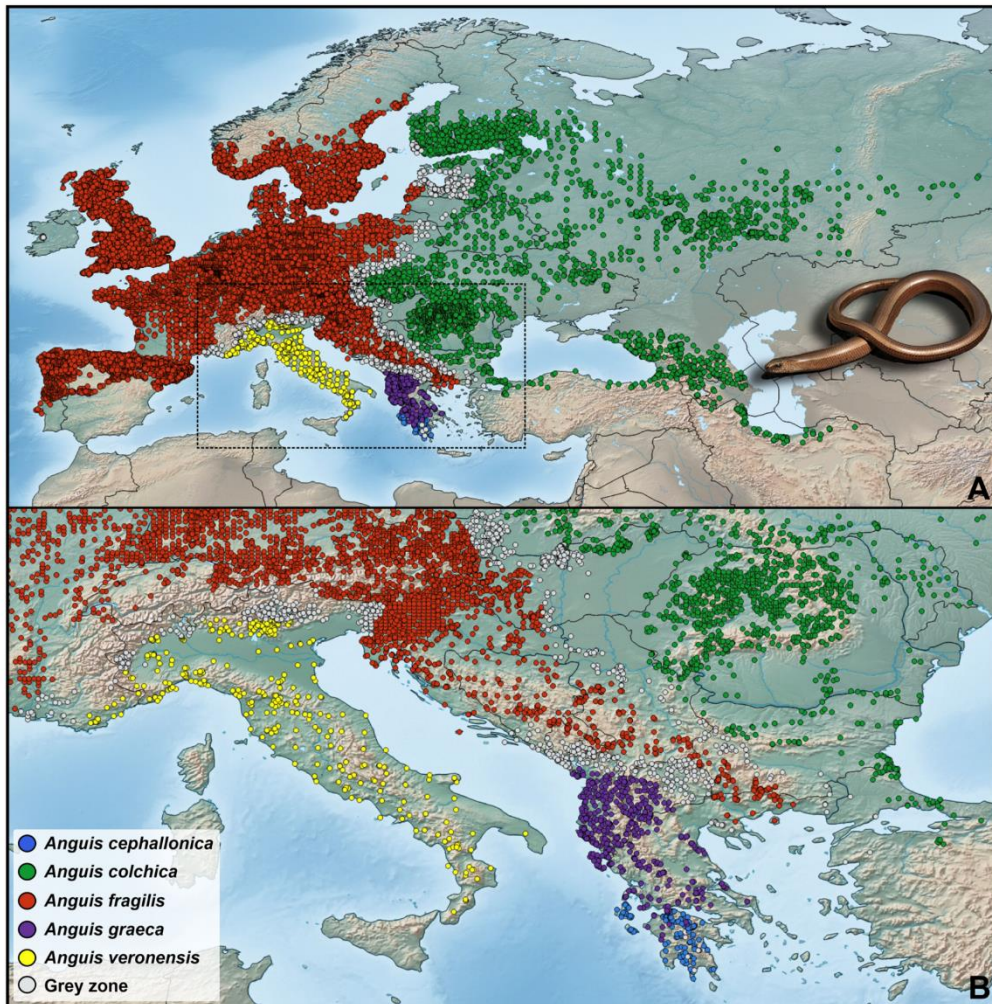 A
Anguis cephallonica
Anguis colchica
Anguis fragilis
Anguis graeca
Anguis veronensis
Grey zone
B